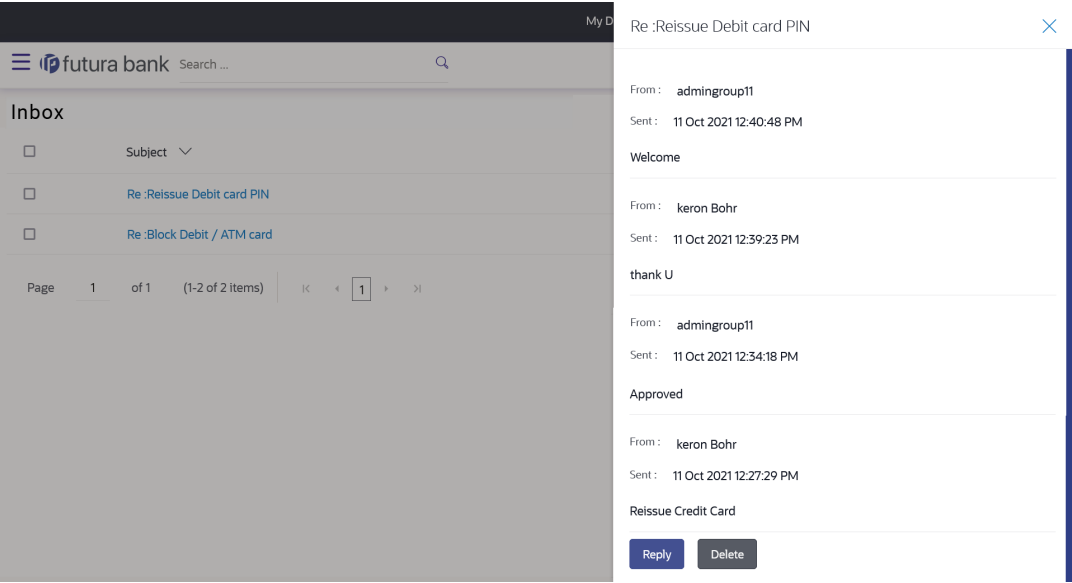 My D
futura bank Search ...
Inbox
Subject
Re :Reissue Debit card PIN
Re :Block Debit / ATM card
Page 1 of 1 (1-2 of 2 items) 1
Re :Reissue Debit card PIN
From : admingroup11
Sent : 11 Oct 2021 12:40:48 PM
Welcome
From : keron Bohr
Sent : 11 Oct 2021 12:39:23 PM
thank U
From : admingroup11
Sent : 11 Oct 2021 12:34:18 PM
Approved
From : keron Bohr
Sent : 11 Oct 2021 12:27:29 PM
Reissue Credit Card
Reply Delete